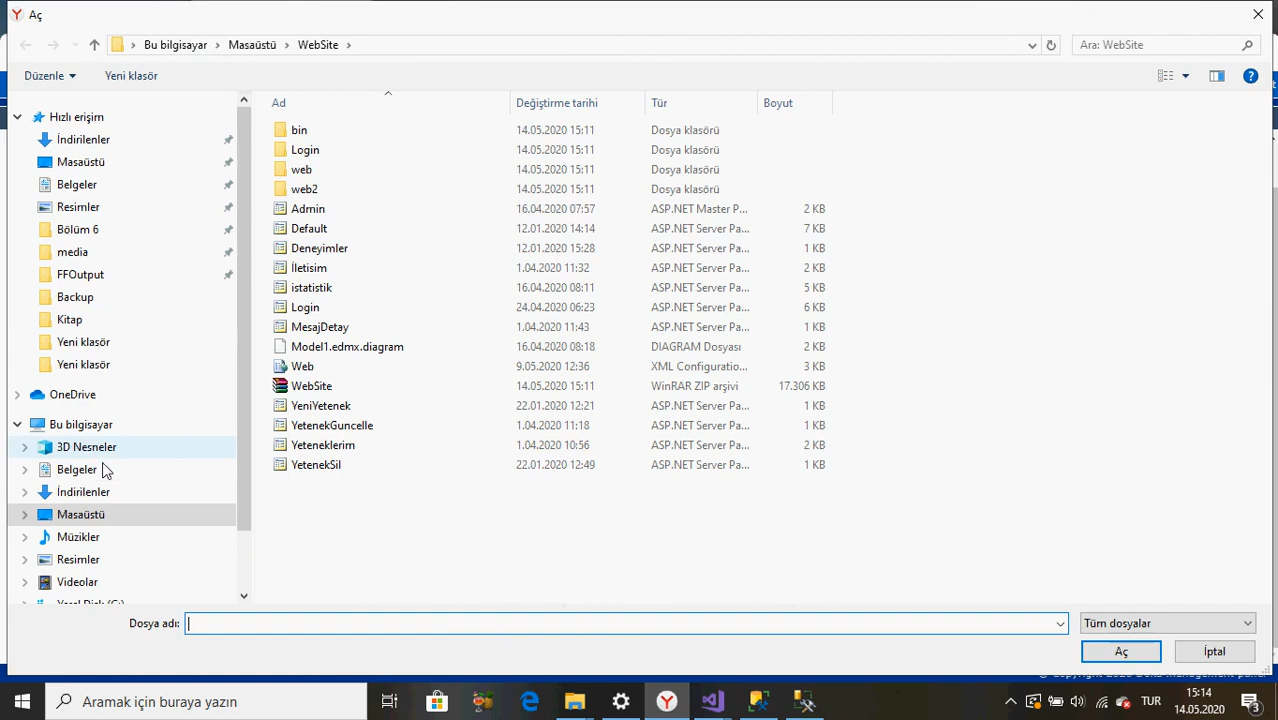 Aç
Bu bilgisayar
Masaüstü
WebSite
Ara: WebSite
Düzenle
Yeni klasör
Ad
Değiştirme tarihi
Tür
Boyut
Hızlı erişim
İndirilenler
Masaüstü
Belgeler
Resimler
Bölüm 6
media
FFOutput
Backup
Kitap
Yeni klasör
Yeni klasör
OneDrive
Bu bilgisayar
3D Nesneler
Belgeler
İndirilenler
Masaüstü
Müzikler
Resimler
Videolar
bin 14.05.2020 15:11 Dosya klasörü
Login 14.05.2020 15:11 Dosya klasörü
web 14.05.2020 15:11 Dosya klasörü
web2 14.05.2020 15:11 Dosya klasörü
Admin 16.04.2020 07:57 ASP.NET Master P... 2 KB
Default 12.01.2020 14:14 ASP.NET Server Pa... 7 KB
Deneyimler 12.01.2020 15:28 ASP.NET Server Pa... 1 KB
İletisim 1.04.2020 11:32 ASP.NET Server Pa... 2 KB
istatistik 16.04.2020 08:11 ASP.NET Server Pa... 5 KB
Login 24.04.2020 06:23 ASP.NET Server Pa... 6 KB
MesajDetay 1.04.2020 11:43 ASP.NET Server Pa... 1 KB
Model1.edmx.diagram 16.04.2020 08:18 DIAGRAM Dosyası 2 KB
Web 9.05.2020 12:36 XML Configuratio... 3 KB
WebSite 14.05.2020 15:11 WinRAR ZIP arşivi 17.306 KB
YeniYetenek 22.01.2020 12:21 ASP.NET Server Pa... 1 KB
YetenekGuncelle 1.04.2020 11:18 ASP.NET Server Pa... 1 KB
Yeteneklerim 1.04.2020 10:56 ASP.NET Server Pa... 2 KB
YetenekSil 22.01.2020 12:49 ASP.NET Server Pa... 1 KB
Dosya adı:
Tüm dosyalar
Aç
İptal
Aramak için buraya yazın
TUR
15:14
14.05.2020
3